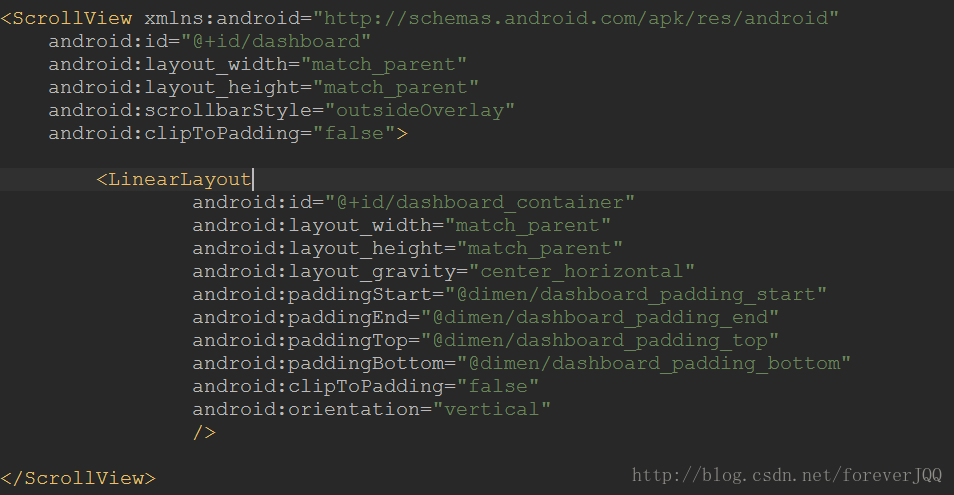 <ScrollView xmlns:android="http://schemas.android.com/apk/res/android"
    android:id="@+id/dashboard"
    android:layout_width="match_parent"
    android:layout_height="match_parent"
    android:scrollbarStyle="outsideOverlay"
    android:clipToPadding="false">
        <LinearLayout
                android:id="@+id/dashboard_container"
                android:layout_width="match_parent"
                android:layout_height="match_parent"
                android:layout_gravity="center_horizontal"
                android:paddingStart="@dimen/dashboard_padding_start"
                android:paddingEnd="@dimen/dashboard_padding_end"
                android:paddingTop="@dimen/dashboard_padding_top"
                android:paddingBottom="@dimen/dashboard_padding_bottom"
                android:clipToPadding="false"
                android:orientation="vertical"
                />
</ScrollView>
http://blog.csdn.net/foreverJQQ